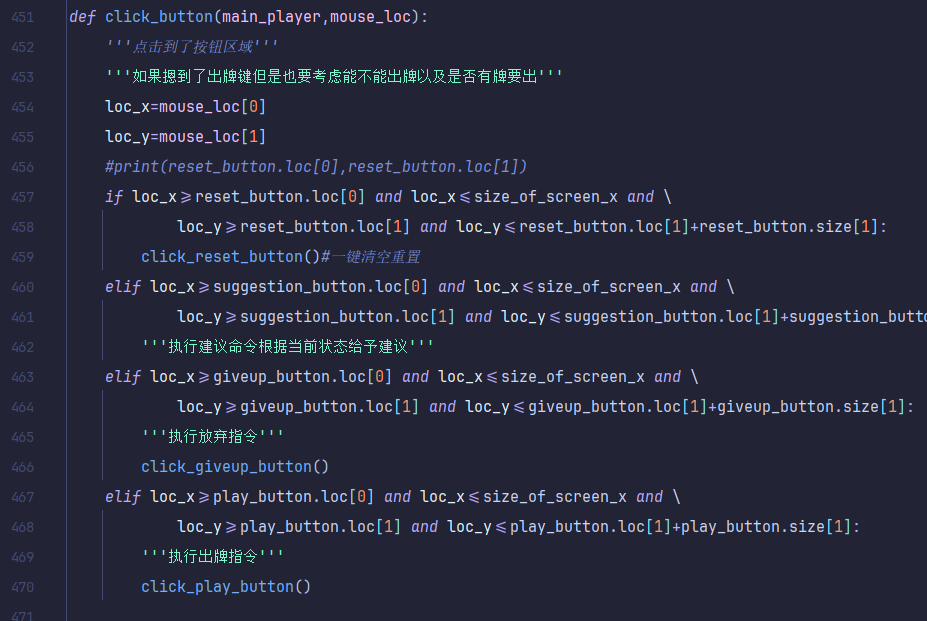 451 def click_button(main_player,mouse_loc):
452 '''点击到了按钮区域'''
453 '''如果摁到了出牌键但是也要考虑能不能出牌以及是否有牌要出'''
454 loc_x=mouse_loc[0]
455 loc_y=mouse_loc[1]
456 #print(reset_button.loc[0],reset_button.loc[1])
457 if loc_x>=reset_button.loc[0] and loc_x<=size_of_screen_x and \
458 loc_y>=reset_button.loc[1] and loc_y<=reset_button.loc[1]+reset_button.size[1]:
459 click_reset_button()#一键清空重置
460 elif loc_x>=suggestion_button.loc[0] and loc_x<=size_of_screen_x and \
461 loc_y>=suggestion_button.loc[1] and loc_y<=suggestion_button.loc[1]+suggestion_butto
462 '''执行建议命令根据当前状态给予建议'''
463 elif loc_x>=giveup_button.loc[0] and loc_x<=size_of_screen_x and \
464 loc_y>=giveup_button.loc[1] and loc_y<=giveup_button.loc[1]+giveup_button.size[1]:
465 '''执行放弃指令'''
466 click_giveup_button()
467 elif loc_x>=play_button.loc[0] and loc_x<=size_of_screen_x and \
468 loc_y>=play_button.loc[1] and loc_y<=play_button.loc[1]+play_button.size[1]:
469 '''执行出牌指令'''
470 click_play_button()
471